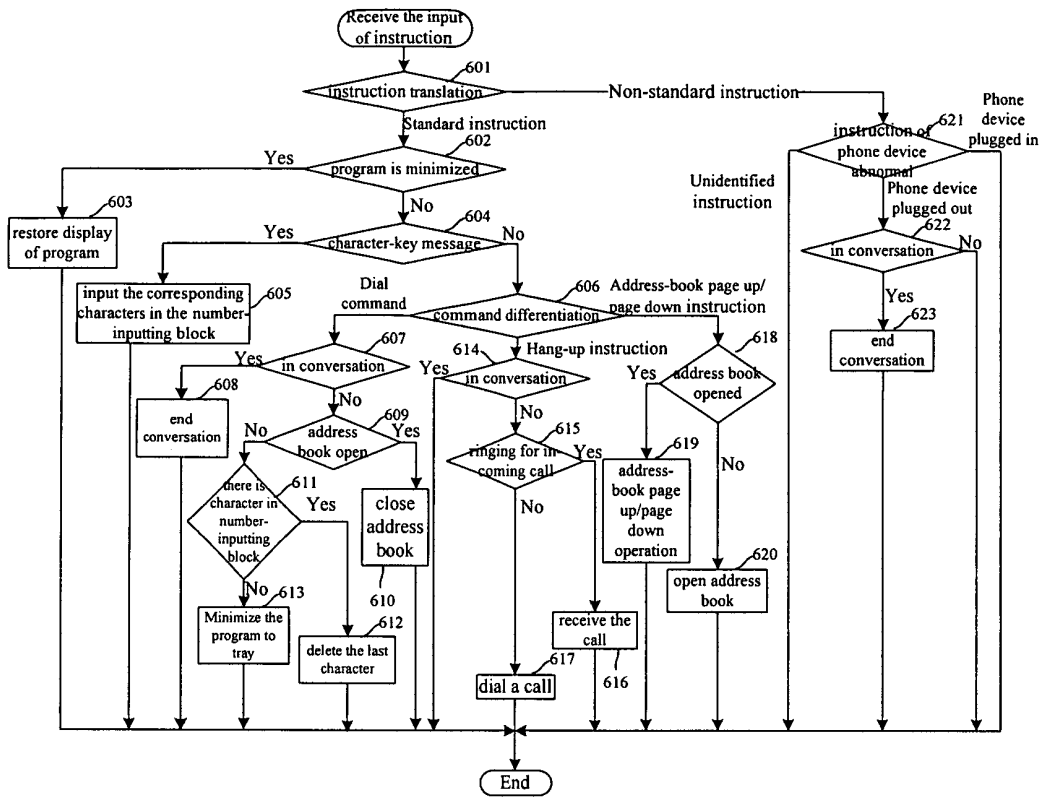 Receive the input
of instruction
601
instruction translation
Non-standard instruction
Standard instruction
Phone
device
plugged in
621
instruction of
phone device
abnormal
602
Yes
program is minimized
Unidentified
instruction
Phone device
plugged out
No
603
restore display
of program
604
Yes
character-key message
No
622
in conversation
No
input the corresponding
characters in the number-
inputting block
605
Dial
command
606
command differentiation
Address-book page up/
page down instruction
Yes
623
end
conversation
607
Yes
in conversation
Hang-up instruction
614
Yes
in conversation
618
Yes
address book
opened
608
end
conversation
No
609
No
address
book open
Yes
No
615
ringing for in-
coming call
Yes
619
address-
book page
up/page
down
operation
No
611
there is
character in
number-
inputting
block
Yes
close
address
book
610
No
620
open address
book
No
613
Minimize the
program to
tray
612
delete the last
character
receive the
call
616
617
dial a call
End